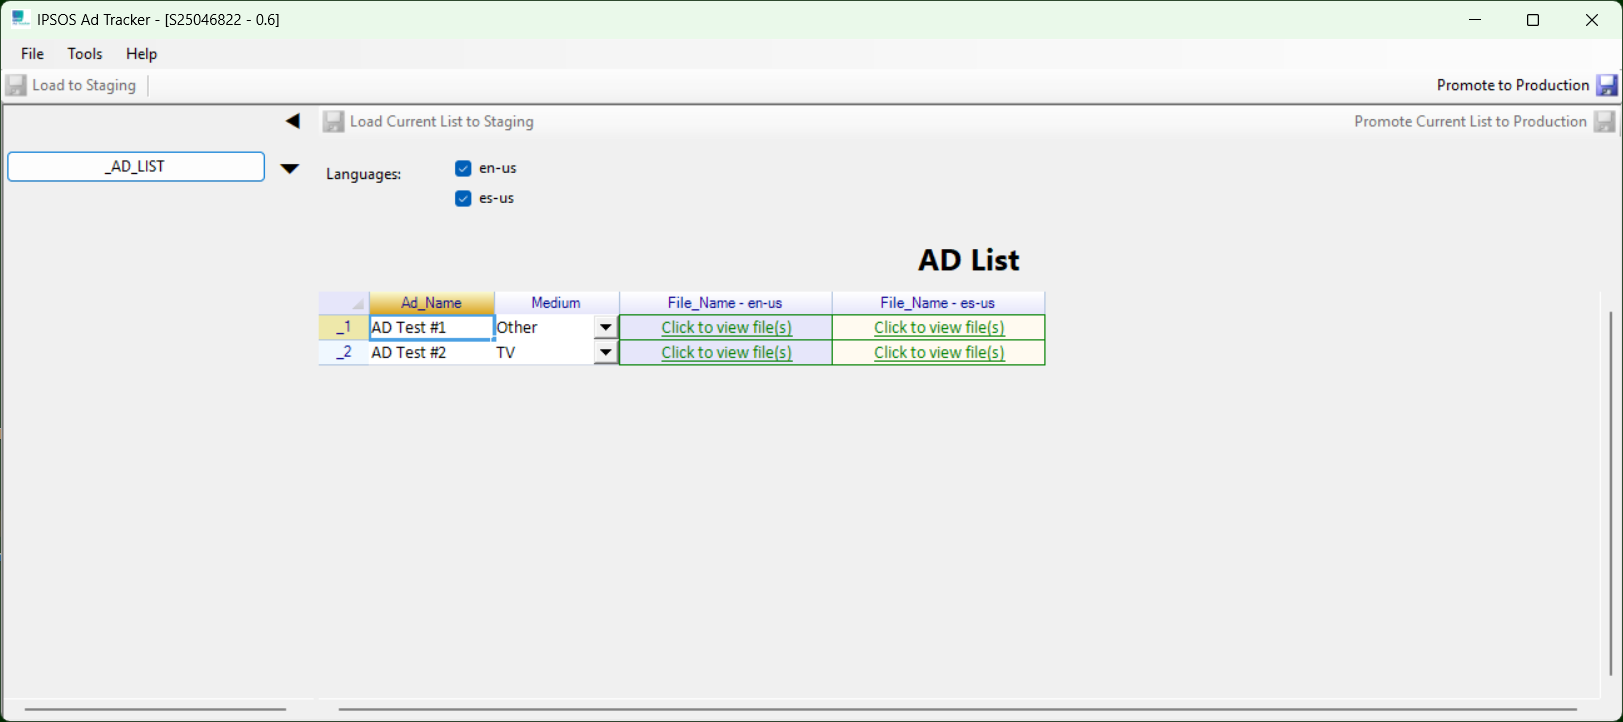 IPSOS Ad Tracker - [S25046822 - 0.6]
File Tools Help
Load to Staging Promote to Production
Load Current List to Staging Promote Current List to Production
_AD_LIST
Languages:
en-us
es-us
AD List
Ad_Name Medium File_Name - en-us File_Name - es-us
_1 AD Test #1 Other Click to view file(s) Click to view file(s)
_2 AD Test #2 TV Click to view file(s) Click to view file(s)